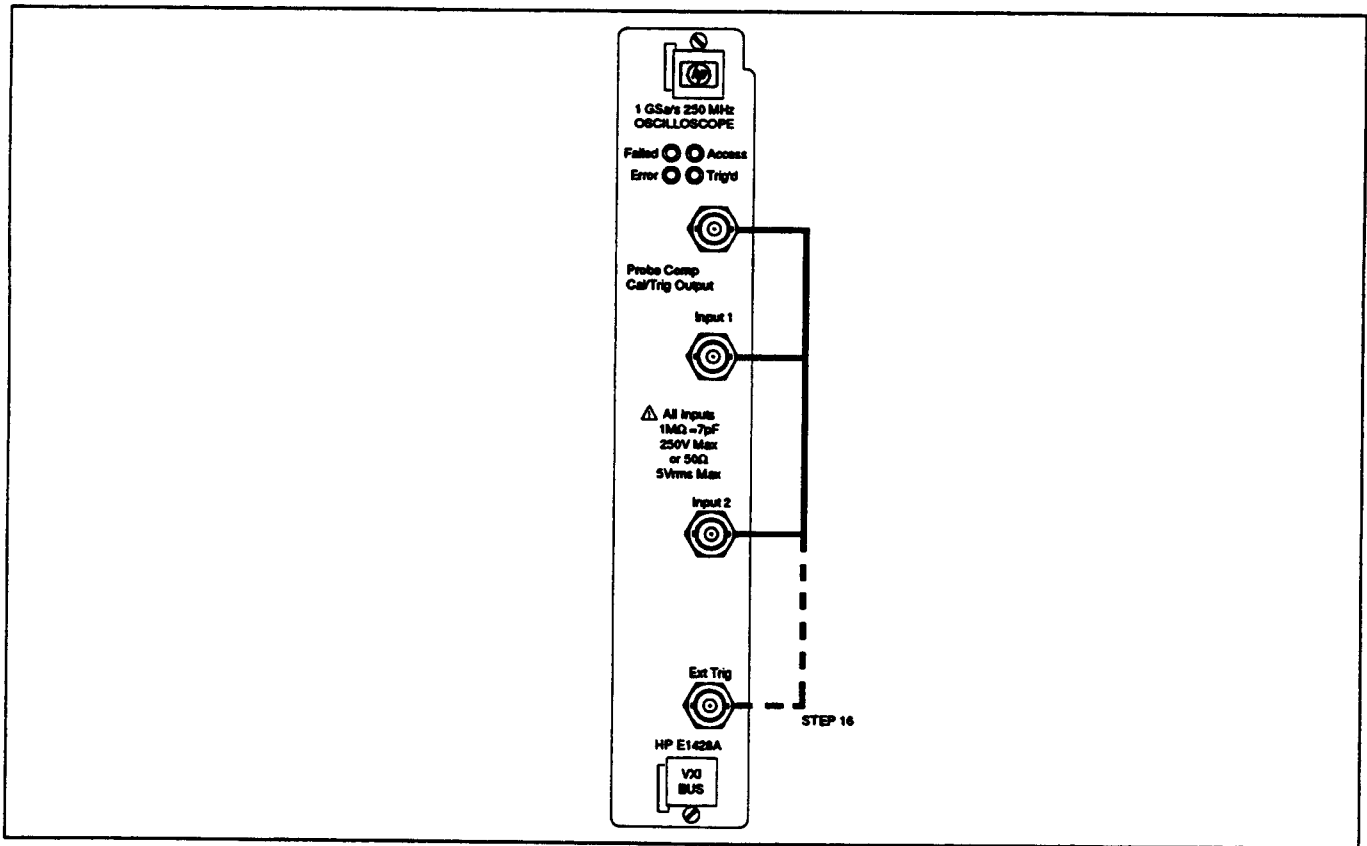 hp
1 GSa/s 250 MHz
OSCILLOSCOPE
Failed Access
Error Trig'd
Probe Comp
Cal/Trig Output
Input 1
⚠ All Inputs
1MΩ =7pF
250V Max
or 50Ω
5Vrms Max
Input 2
Ext Trig
STEP 16
HP E1428A
VXI
BUS